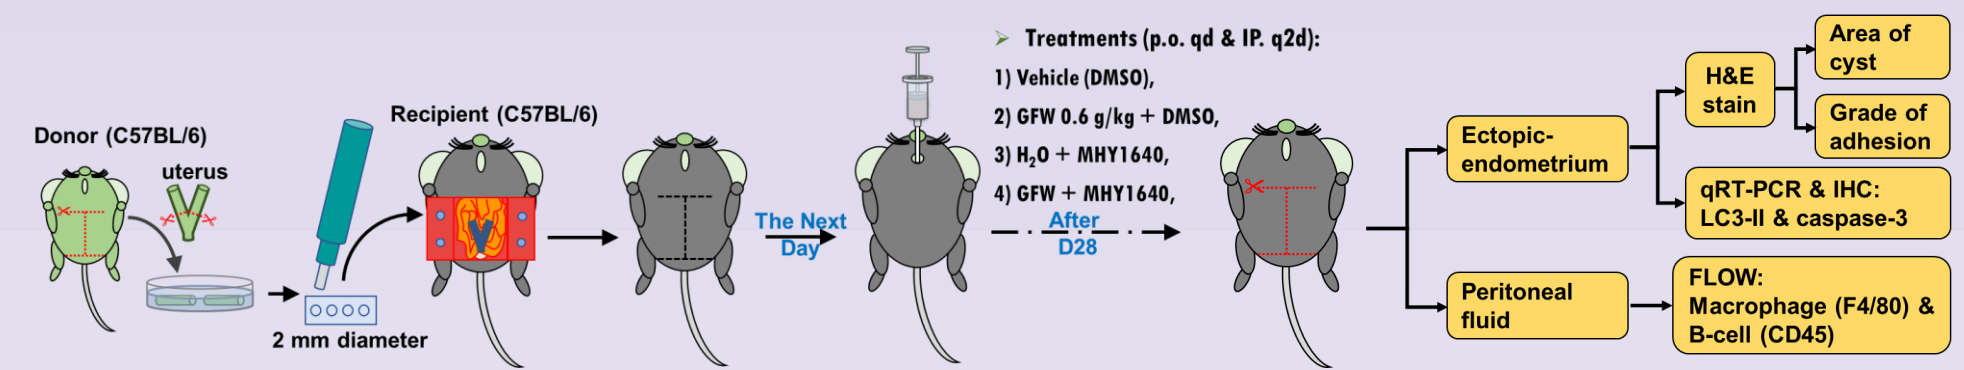 Donor (C57BL/6)
uterus
2 mm diameter
Recipient (C57BL/6)
The Next
Day
Treatments (p.o. qd & IP. q2d):
1) Vehicle (DMSO),
2) GFW 0.6 g/kg + DMSO,
3) H₂O + MHY1640,
4) GFW + MHY1640,
After
D28
Ectopic-
endometrium
H&E
stain
Area of
cyst
Grade of
adhesion
qRT-PCR & IHC:
LC3-II & caspase-3
Peritoneal
fluid
FLOW:
Macrophage (F4/80) &
B-cell (CD45)